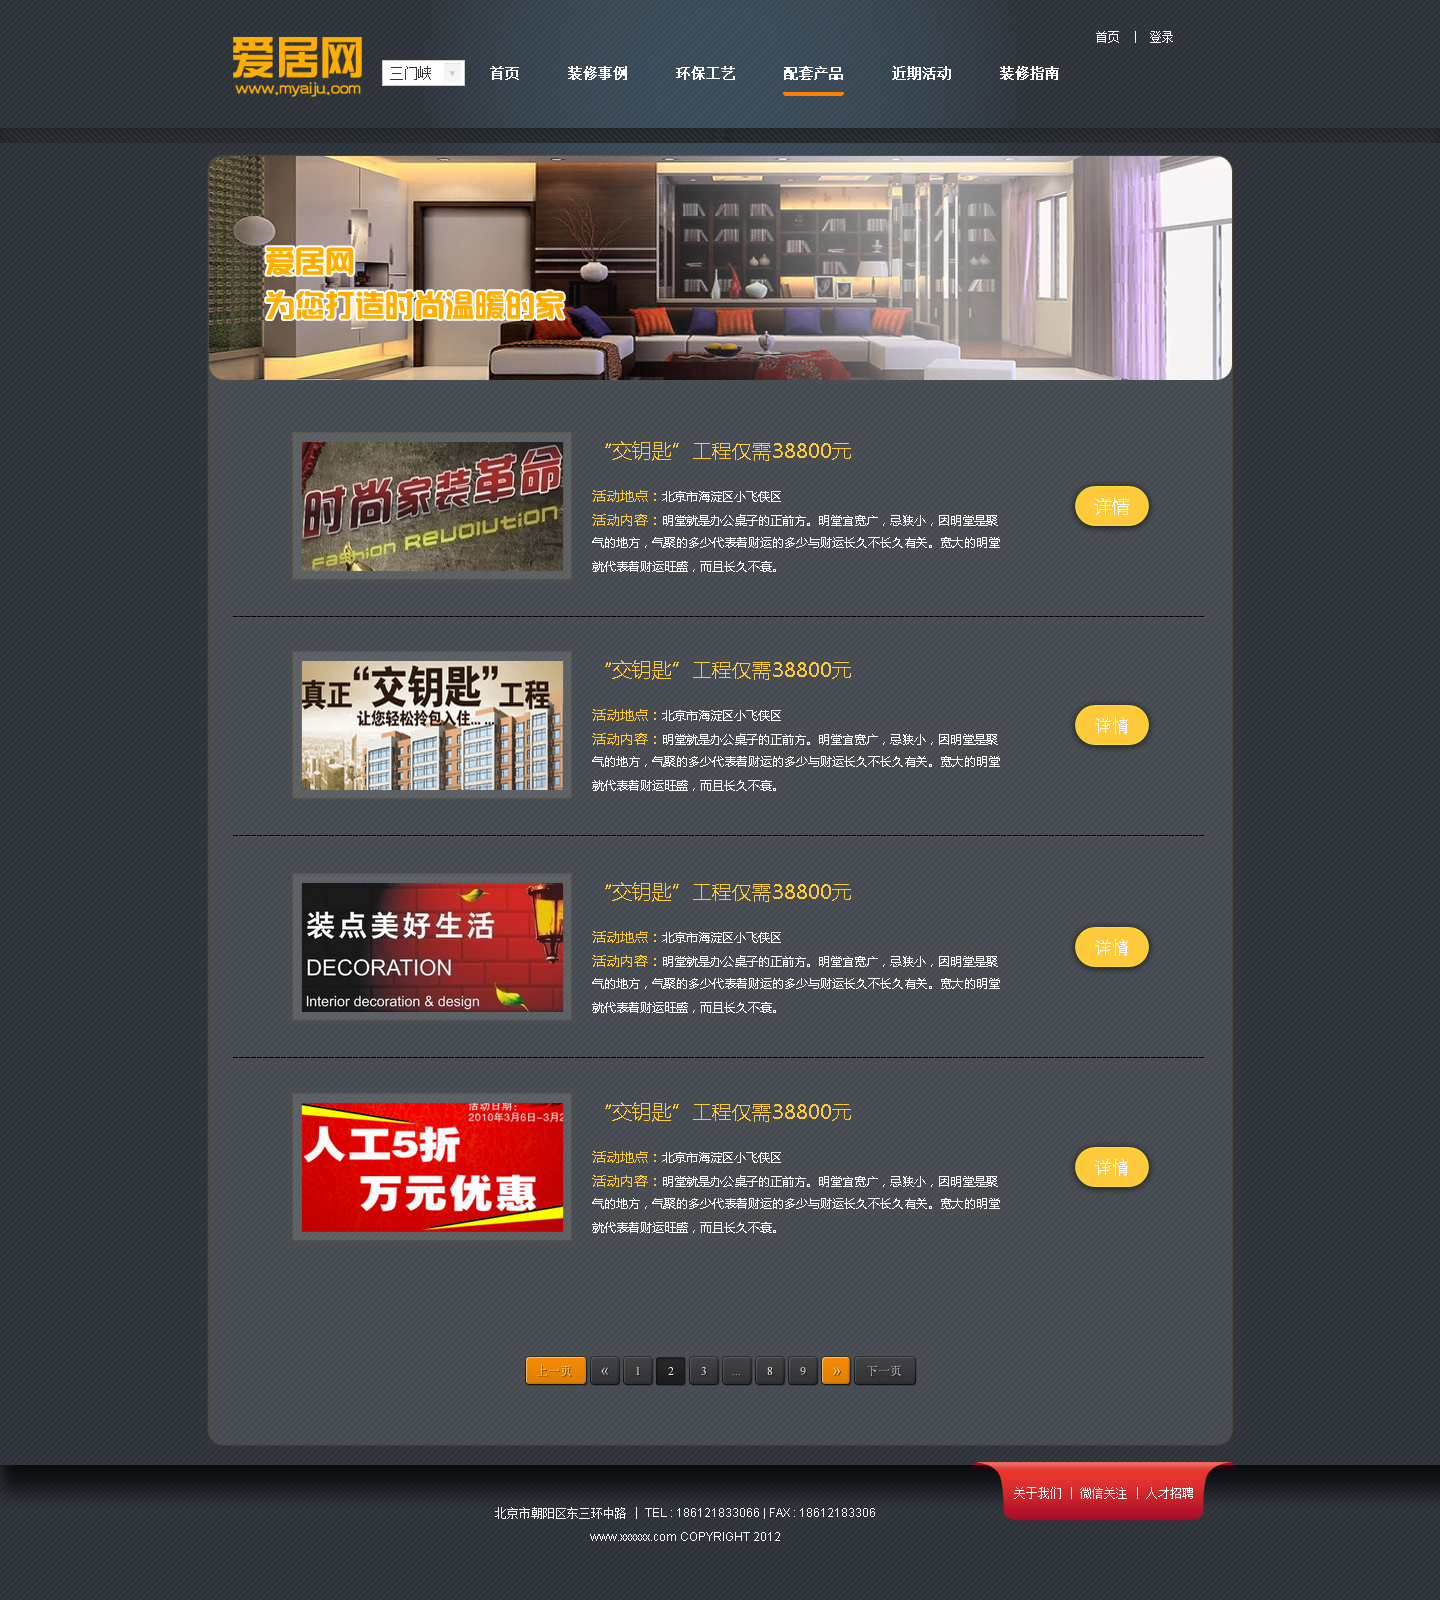 首页 | 登录
爱居网
www.myaiju.com
三门峡 首页 装修事例 环保工艺 配套产品 近期活动 装修指南
爱居网
为您打造时尚温暖的家
时尚家装革命
Fashion Revolution
“交钥匙” 工程仅需38800元
活动地点：北京市海淀区小飞侠区
活动内容：明堂就是办公桌子的正前方。明堂宜宽广，忌狭小，因明堂是聚
气的地方，气聚的多少代表着财运的多少与财运长久不长久有关。宽大的明堂
就代表着财运旺盛，而且长久不衰。
详情
真正“交钥匙”工程
让您轻松拎包入住... ...
“交钥匙” 工程仅需38800元
活动地点：北京市海淀区小飞侠区
活动内容：明堂就是办公桌子的正前方。明堂宜宽广，忌狭小，因明堂是聚
气的地方，气聚的多少代表着财运的多少与财运长久不长久有关。宽大的明堂
就代表着财运旺盛，而且长久不衰。
详情
装点美好生活
DECORATION
Interior decoration & design
“交钥匙” 工程仅需38800元
活动地点：北京市海淀区小飞侠区
活动内容：明堂就是办公桌子的正前方。明堂宜宽广，忌狭小，因明堂是聚
气的地方，气聚的多少代表着财运的多少与财运长久不长久有关。宽大的明堂
就代表着财运旺盛，而且长久不衰。
详情
活动日期：
2010年3月6日-3月2
人工5折
万元优惠
“交钥匙” 工程仅需38800元
活动地点：北京市海淀区小飞侠区
活动内容：明堂就是办公桌子的正前方。明堂宜宽广，忌狭小，因明堂是聚
气的地方，气聚的多少代表着财运的多少与财运长久不长久有关。宽大的明堂
就代表着财运旺盛，而且长久不衰。
详情
上一页 « 1 2 3 ... 8 9 » 下一页
关于我们 | 微信关注 | 人才招聘
北京市朝阳区东三环中路 | TEL : 186121833066 | FAX : 18612183306
www.xxxxxx.com COPYRIGHT 2012